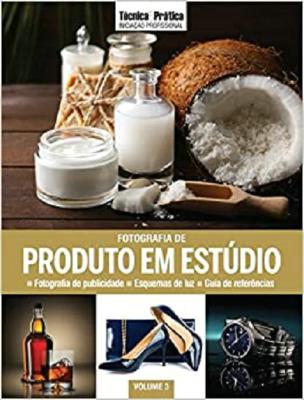 Técnica&Prática
INICIAÇÃO PROFISSIONAL
FOTOGRAFIA DE
PRODUTO EM ESTÚDIO
Fotografia de publicidade Esquemas de luz Guia de referências
VOLUME 3